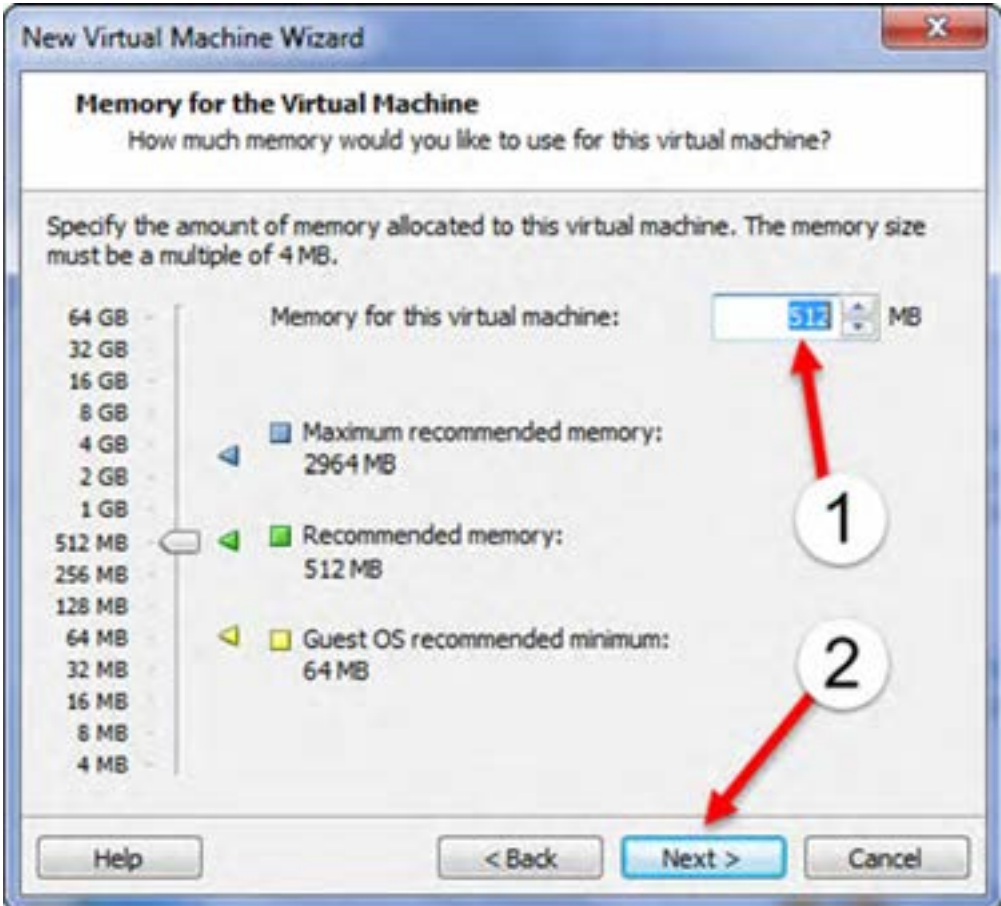 New Virtual Machine Wizard
Memory for the Virtual Machine
How much memory would you like to use for this virtual machine?
Specify the amount of memory allocated to this virtual machine. The memory size
must be a multiple of 4 MB.
64 GB
32 GB
16 GB
8 GB
4 GB
2 GB
1 GB
512 MB
256 MB
128 MB
64 MB
32 MB
16 MB
8 MB
4 MB
Memory for this virtual machine: 512 MB
Maximum recommended memory:
2964 MB
1
Recommended memory:
512 MB
Guest OS recommended minimum:
64 MB
2
Help < Back Next > Cancel